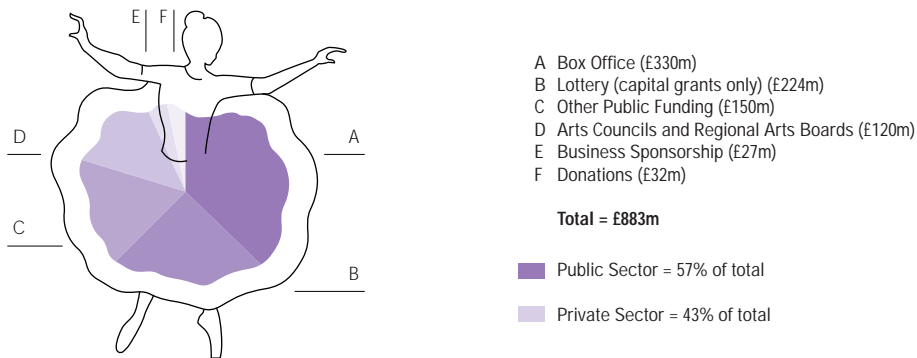 E F
D
A
C
B
A Box Office (£330m)
B Lottery (capital grants only) (£224m)
C Other Public Funding (£150m)
D Arts Councils and Regional Arts Boards (£120m)
E Business Sponsorship (£27m)
F Donations (£32m)
Total = £883m
Public Sector = 57% of total
Private Sector = 43% of total